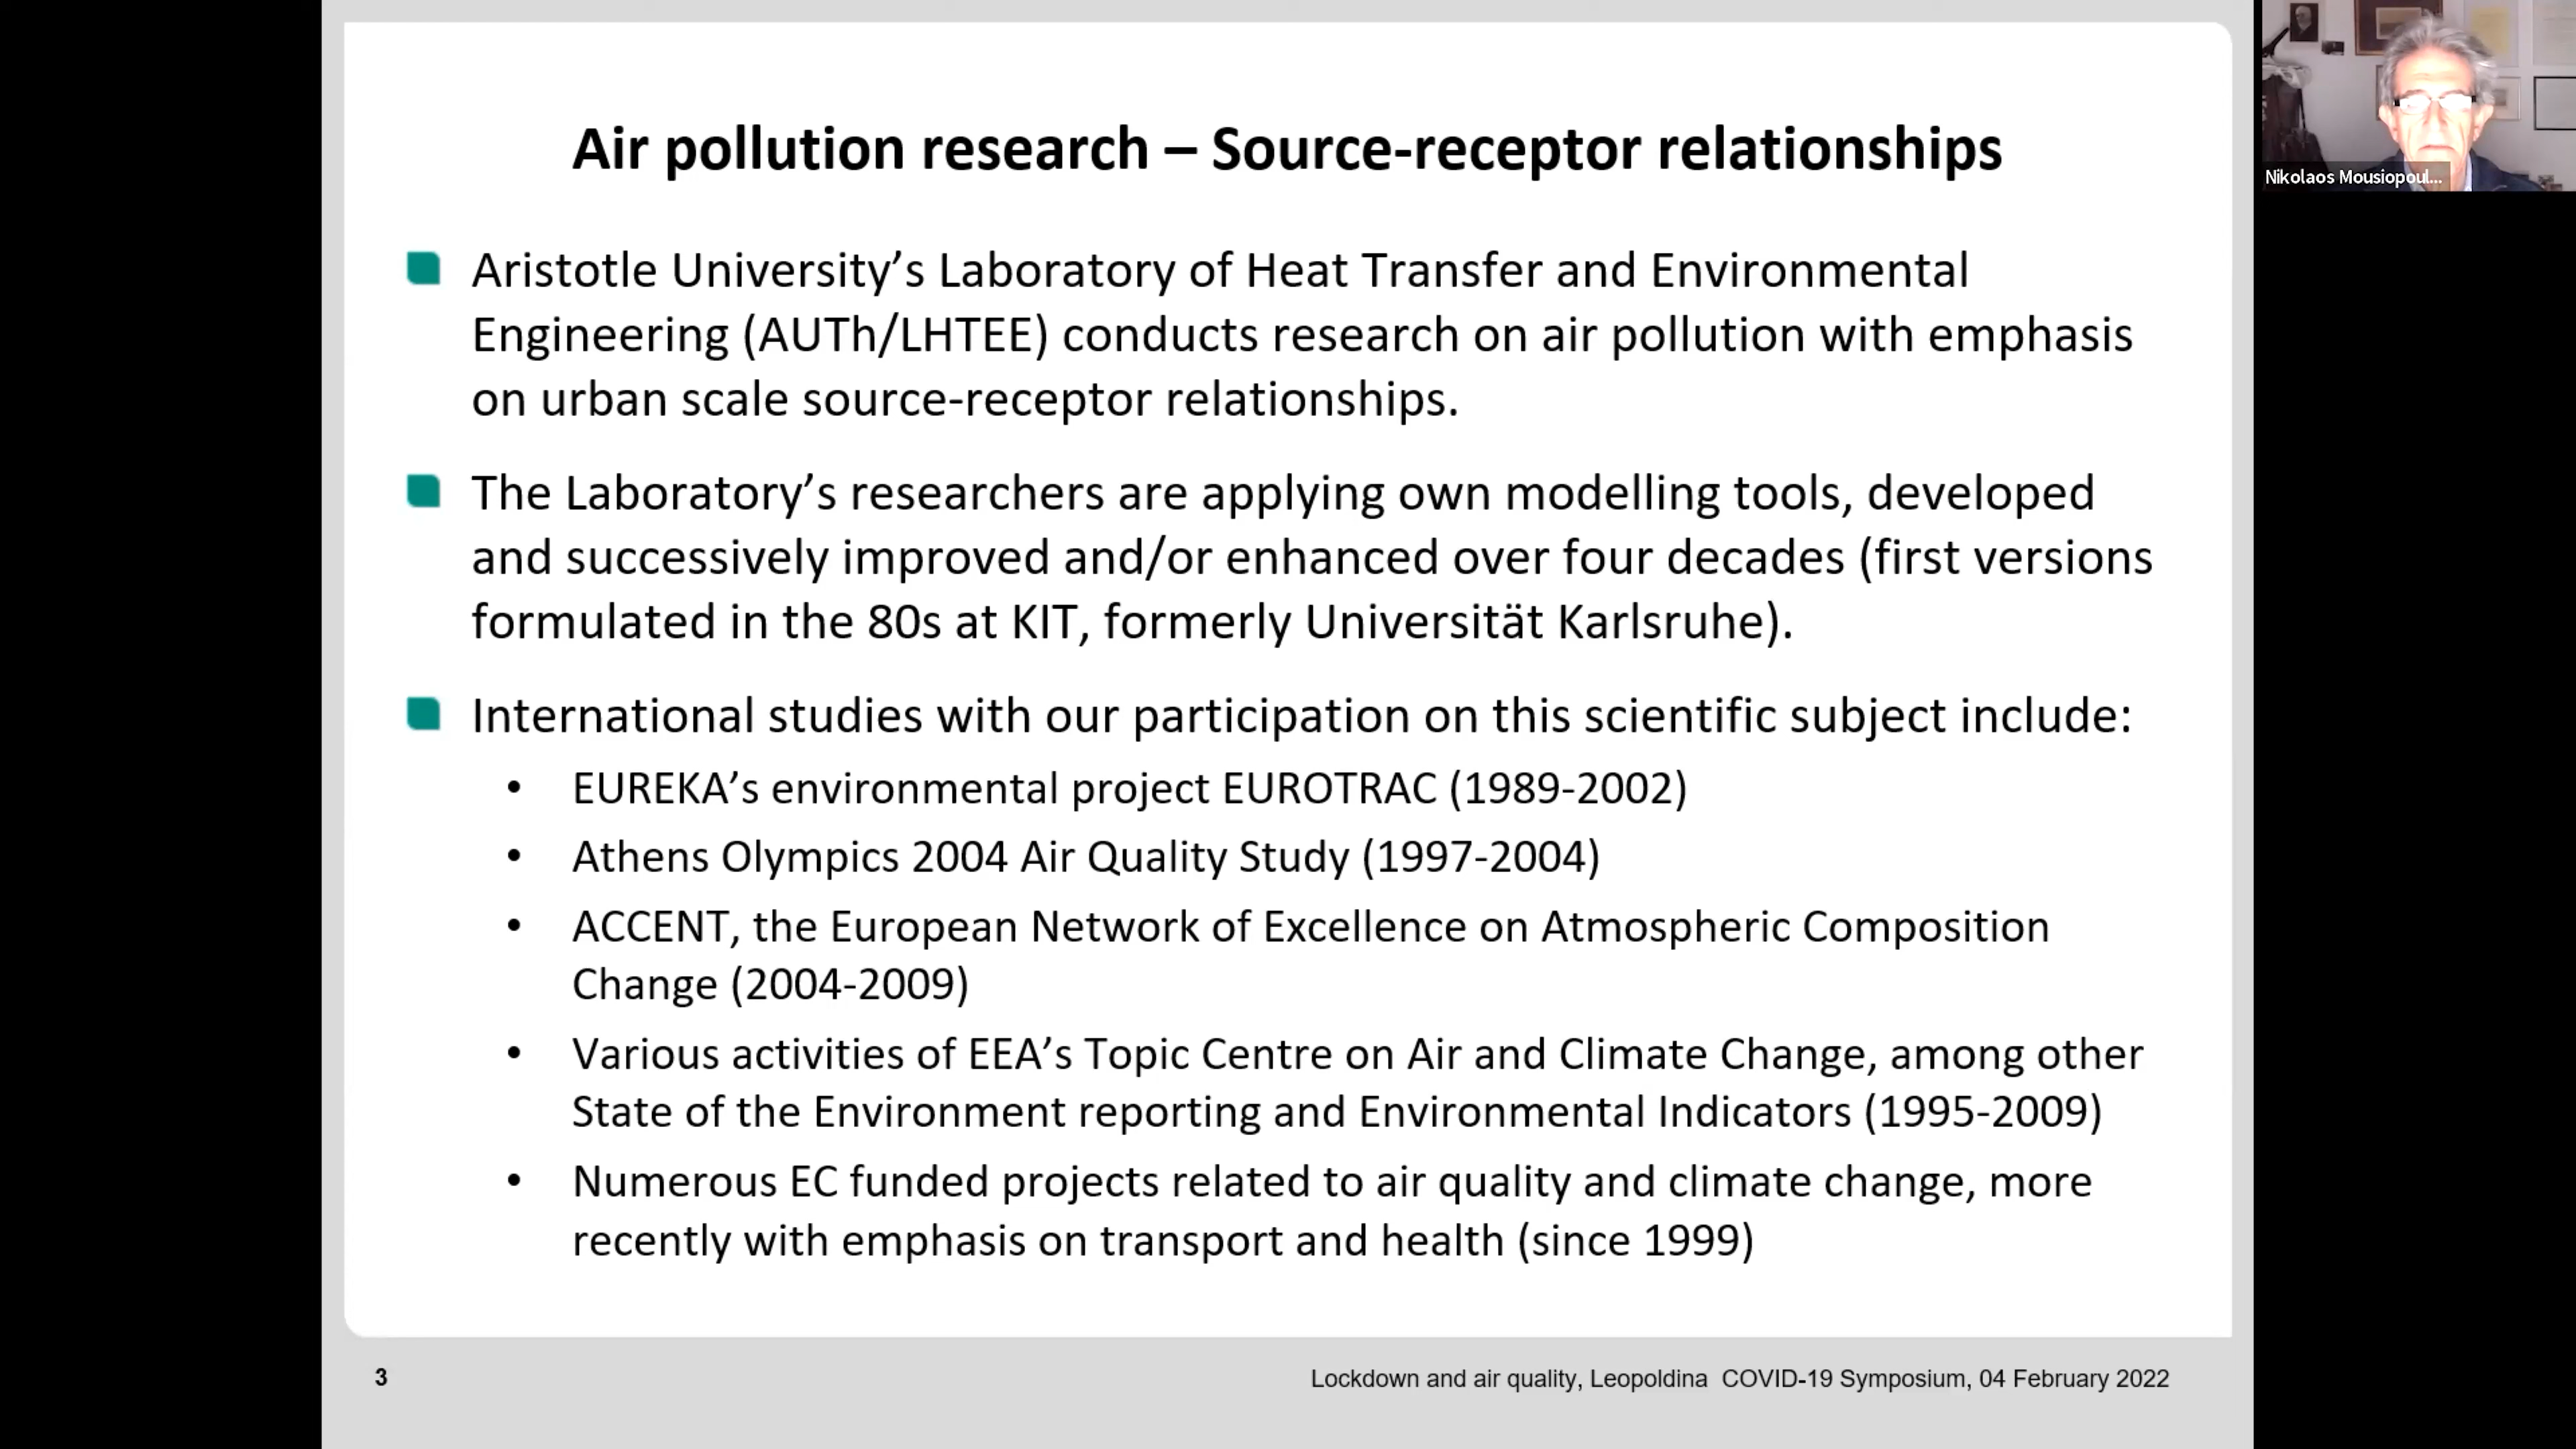 Air pollution research – Source-receptor relationships
Aristotle University’s Laboratory of Heat Transfer and Environmental
Engineering (AUTh/LHTEE) conducts research on air pollution with emphasis
on urban scale source-receptor relationships.
The Laboratory’s researchers are applying own modelling tools, developed
and successively improved and/or enhanced over four decades (first versions
formulated in the 80s at KIT, formerly Universität Karlsruhe).
International studies with our participation on this scientific subject include:
• EUREKA’s environmental project EUROTRAC (1989-2002)
• Athens Olympics 2004 Air Quality Study (1997-2004)
• ACCENT, the European Network of Excellence on Atmospheric Composition
Change (2004-2009)
• Various activities of EEA’s Topic Centre on Air and Climate Change, among other
State of the Environment reporting and Environmental Indicators (1995-2009)
• Numerous EC funded projects related to air quality and climate change, more
recently with emphasis on transport and health (since 1999)
3
Lockdown and air quality, Leopoldina COVID-19 Symposium, 04 February 2022
Nikolaos Mousiopoul...